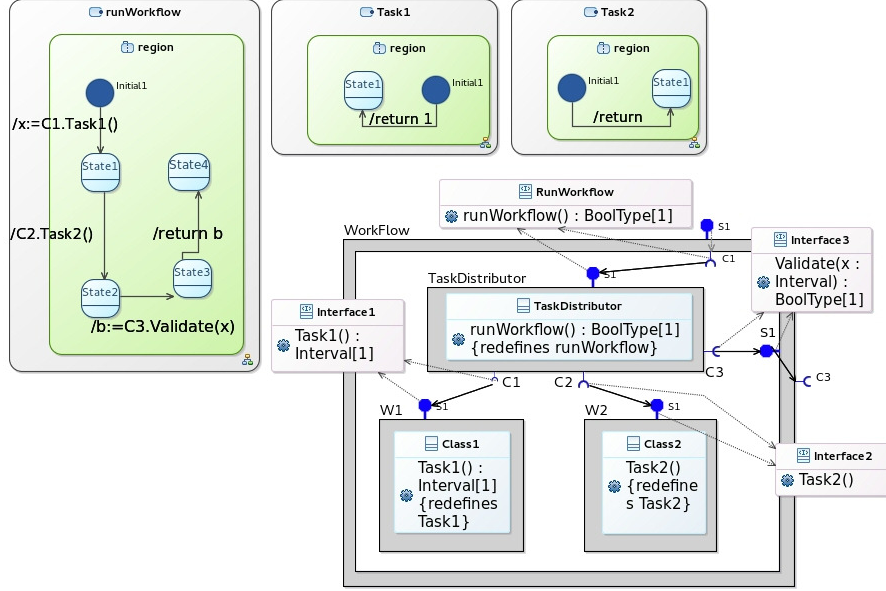 runWorkflow
region
Initial1
/x:=C1.Task1()
State1
State4
/C2.Task2()
/return b
State2
State3
/b:=C3.Validate(x)
Task1
region
State1
Initial1
/return 1
Task2
region
Initial1
State1
/return
RunWorkflow
runWorkflow() : BoolType[1]
S1
WorkFlow
C1
Interface3
Validate(x :
Interval) :
BoolType[1]
S1
TaskDistributor
TaskDistributor
runWorkflow() : BoolType[1]
{redefines runWorkflow}
Interface1
Task1() :
Interval[1]
S1
C3
C3
C1
C2
W1
S1
W2
S1
Class1
Task1() :
Interval[1]
{redefines
Task1}
Class2
Task2()
{redefine
s Task2}
Interface2
Task2()